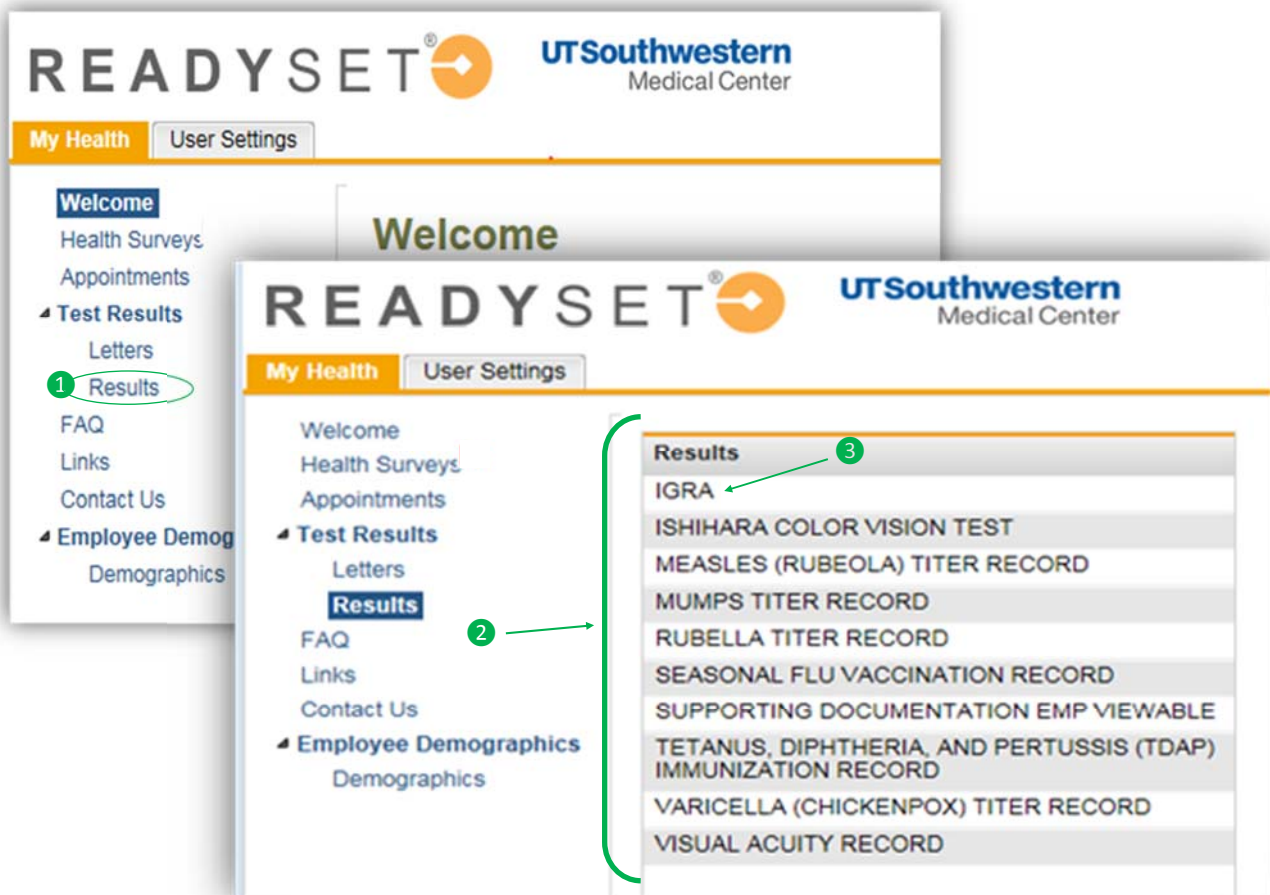 READYSET®
UTSouthwestern
Medical Center
My Health
User Settings
Welcome
Health Surveys
Appointments
Test Results
Letters
1 Results
FAQ
Links
Contact Us
Employee Demog
Demographics
Welcome
READYSET®
UTSouthwestern
Medical Center
My Health
User Settings
Welcome
Health Surveys
Appointments
Test Results
Letters
Results
FAQ
Links
Contact Us
Employee Demographics
Demographics
2
Results
3
IGRA
ISHIHARA COLOR VISION TEST
MEASLES (RUBEOLA) TITER RECORD
MUMPS TITER RECORD
RUBELLA TITER RECORD
SEASONAL FLU VACCINATION RECORD
SUPPORTING DOCUMENTATION EMP VIEWABLE
TETANUS, DIPHTHERIA, AND PERTUSSIS (TDAP)
IMMUNIZATION RECORD
VARICELLA (CHICKENPOX) TITER RECORD
VISUAL ACUITY RECORD